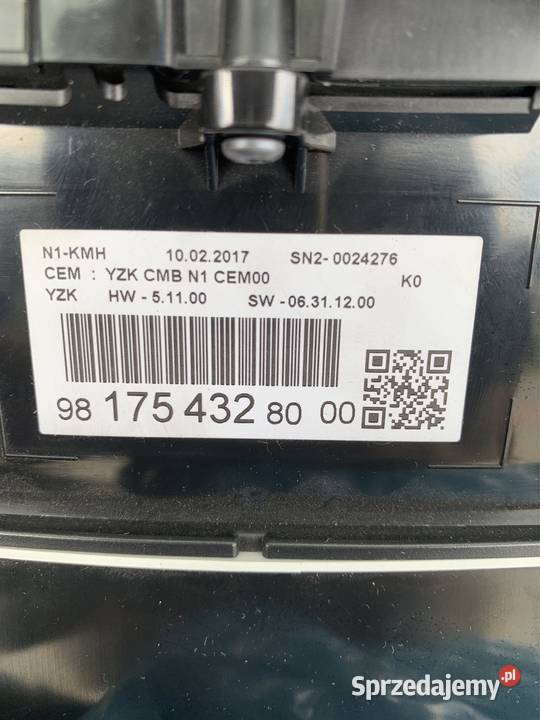 N1-KMH 10.02.2017 SN2- 0024276
CEM : YZK CMB N1 CEM00 K0
YZK HW - 5.11.00 SW - 06.31.12.00
98 175 432 80 00
Sprzedajemy.pl